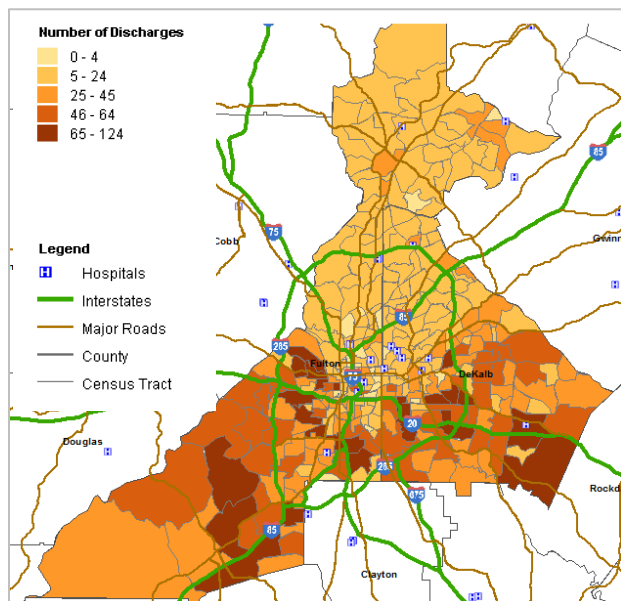 Number of Discharges
0 - 4
5 - 24
25 - 45
46 - 64
65 - 124
85
75
Cobb
Gwinn
Legend
H Hospitals
Interstates
Major Roads
County
Census Tract
85
285
Fulton
DeKalb
20
Douglas
285
675
Rockd
85
Clayton